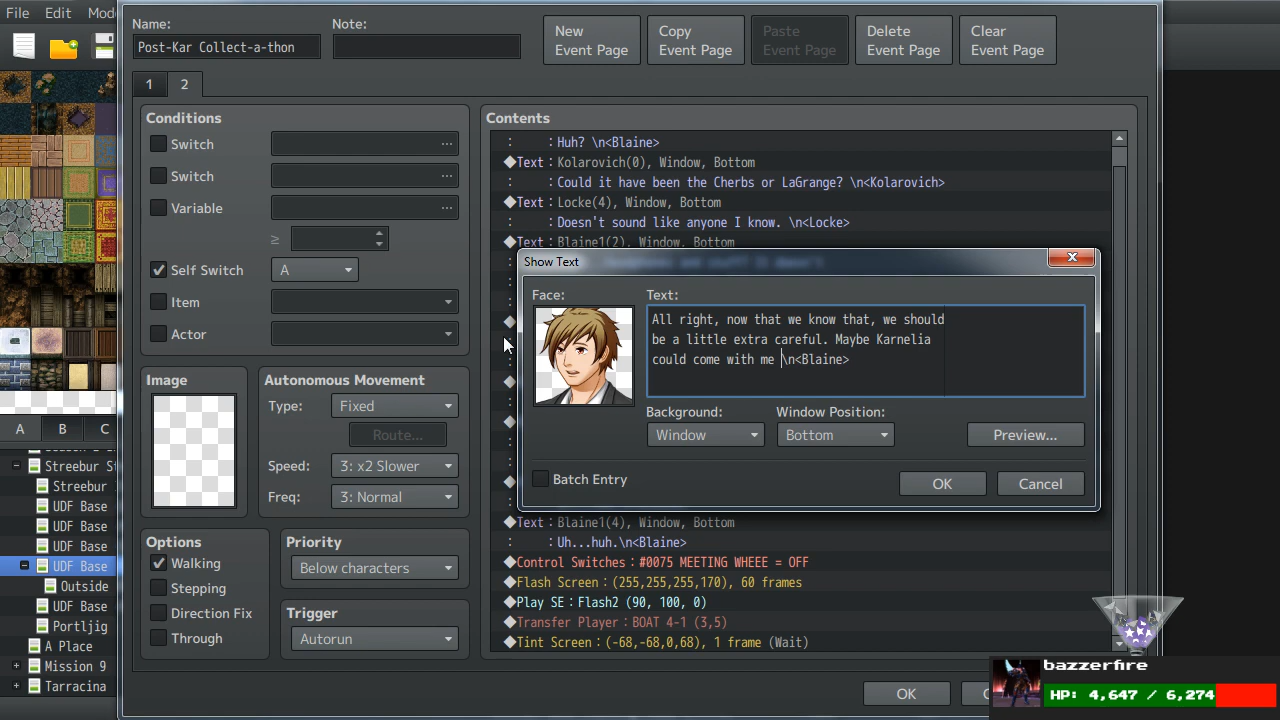 File Edit Mod
Name:
Note:
Post-Kar Collect-a-thon
New
Event Page
Copy
Event Page
Paste
Event Page
Delete
Event Page
Clear
Event Page
1 2
Conditions
Switch ...
Switch ...
Variable ...
≥
Self Switch A
Item
Actor
Image
Autonomous Movement
Type: Fixed
Route...
Speed: 3: x2 Slower
Freq: 3: Normal
Options
Walking
Stepping
Direction Fix
Through
Priority
Below characters
Trigger
Autorun
Contents
: : Huh? \n<Blaine>
◆Text : Kolarovich(0), Window, Bottom
: : Could it have been the Cherbs or LaGrange? \n<Kolarovich>
◆Text : Locke(4), Window, Bottom
: : Doesn't sound like anyone I know. \n<Locke>
◆Text : Blaine1(2), Window, Bottom
Show Text
Face:
Text:
All right, now that we know that, we should
be a little extra careful. Maybe Karnelia
could come with me \n<Blaine>
Background:
Window
Window Position:
Bottom
Preview...
Batch Entry
OK
Cancel
◆Text : Blaine1(4), Window, Bottom
: : Uh...huh.\n<Blaine>
◆Control Switches : #0075 MEETING WHEEE = OFF
◆Flash Screen : (255,255,255,170), 60 frames
◆Play SE : Flash2 (90, 100, 0)
◆Transfer Player : BOAT 4-1 (3,5)
◆Tint Screen : (-68,-68,0,68), 1 frame (Wait)
OK
A B C
Streebur St
Streebur
UDF Base
UDF Base
UDF Base
UDF Base
Outside
UDF Base
Portljig
A Place
Mission 9
Tarracina
bazzerfire
HP: 4,647 / 6,274